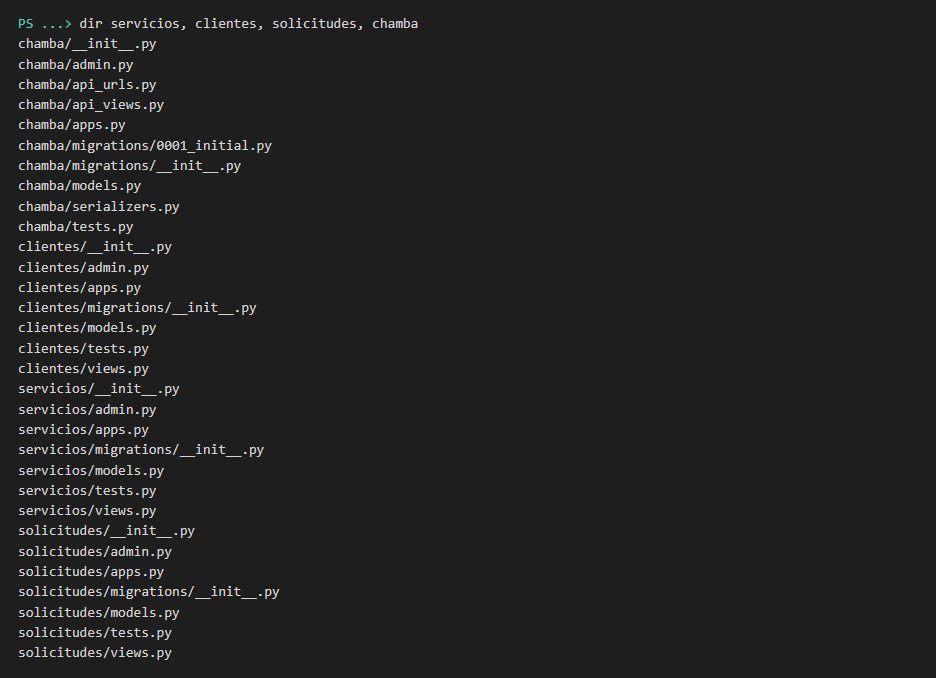 PS ...> dir servicios, clientes, solicitudes, chamba
chamba/__init__.py
chamba/admin.py
chamba/api_urls.py
chamba/api_views.py
chamba/apps.py
chamba/migrations/0001_initial.py
chamba/migrations/__init__.py
chamba/models.py
chamba/serializers.py
chamba/tests.py
clientes/__init__.py
clientes/admin.py
clientes/apps.py
clientes/migrations/__init__.py
clientes/models.py
clientes/tests.py
clientes/views.py
servicios/__init__.py
servicios/admin.py
servicios/apps.py
servicios/migrations/__init__.py
servicios/models.py
servicios/tests.py
servicios/views.py
solicitudes/__init__.py
solicitudes/admin.py
solicitudes/apps.py
solicitudes/migrations/__init__.py
solicitudes/models.py
solicitudes/tests.py
solicitudes/views.py